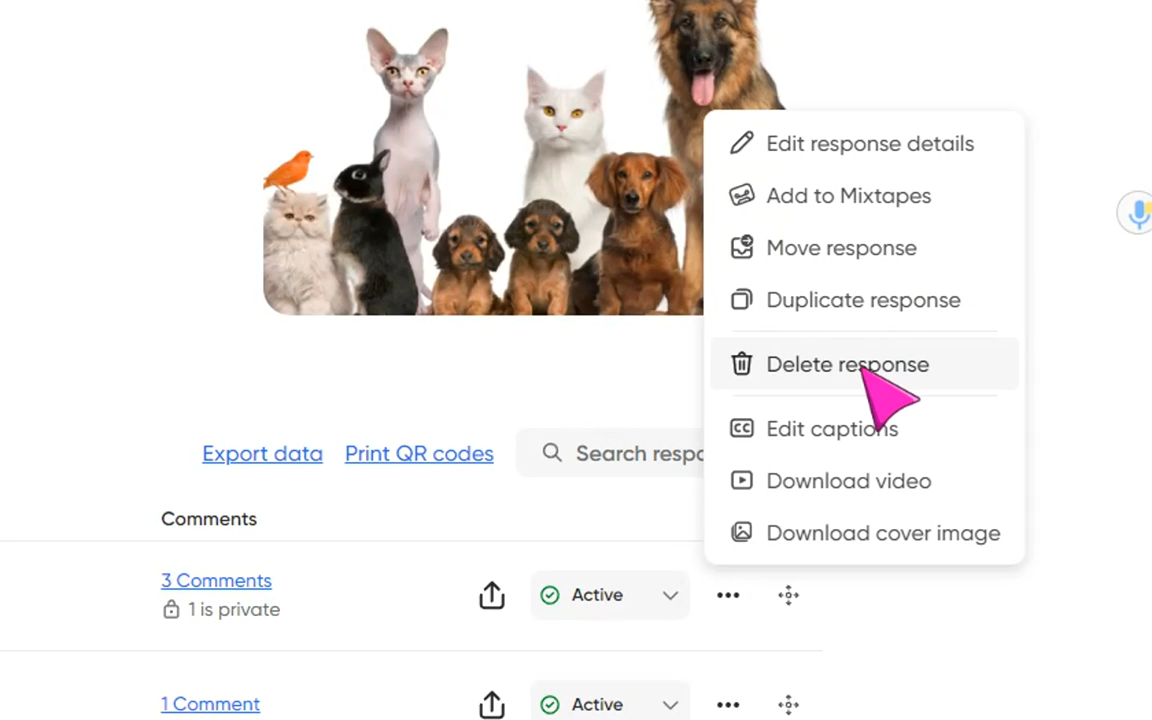 Edit response details
Add to Mixtapes
Move response
Duplicate response
Delete response
Edit captions
Download video
Download cover image
Export data Print QR codes Search
Comments
3 Comments Active
1 is private
1 Comment Active